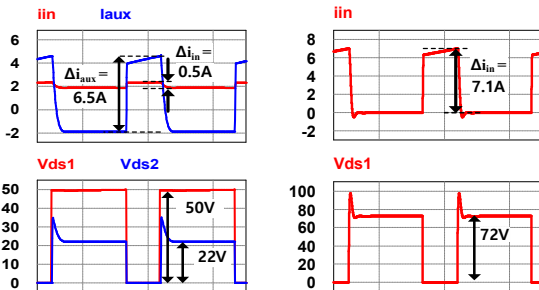 iin Iaux
6
4
2
0
-2
Δiaux=
6.5A
Δiin=
0.5A
Vds1 Vds2
50
40
30
20
10
0
50V
22V
iin
8
6
4
2
0
-2
Δiin=
7.1A
Vds1
100
80
60
40
20
0
72V